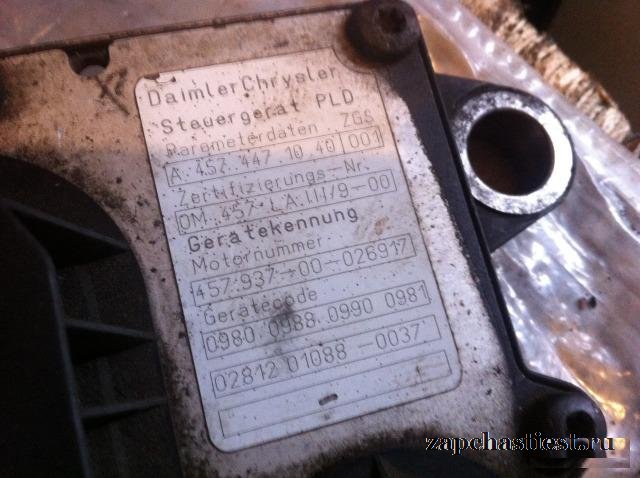 DaimlerChrysler
Steuergerät PLD
Parameterdaten ZGS
A 457 447 10 40 001
Zertifizierungs-Nr.
OM 457 LA.III/9-00
Gerätekennung
Motornummer
457.937-00-026917
Gerätecode
0980 0988 0990 0981
02812 01088 -0037
zapchastiest.ru